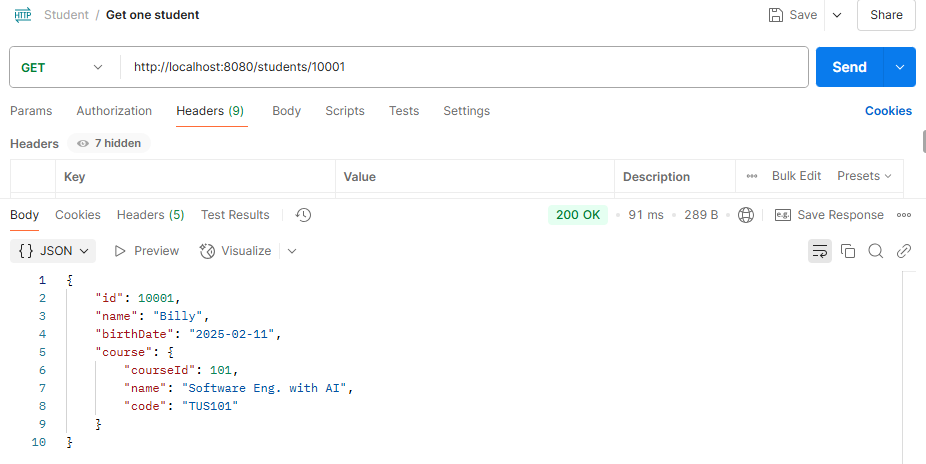 HTTP Student / Get one student Save Share
GET http://localhost:8080/students/10001 Send
Params Authorization Headers (9) Body Scripts Tests Settings Cookies
Headers 7 hidden
Key Value Description Bulk Edit Presets
Body Cookies Headers (5) Test Results 200 OK 91 ms 289 B e.g. Save Response
{} JSON Preview Visualize
1 {
2 "id": 10001,
3 "name": "Billy",
4 "birthDate": "2025-02-11",
5 "course": {
6 "courseId": 101,
7 "name": "Software Eng. with AI",
8 "code": "TUS101"
9 }
10 }